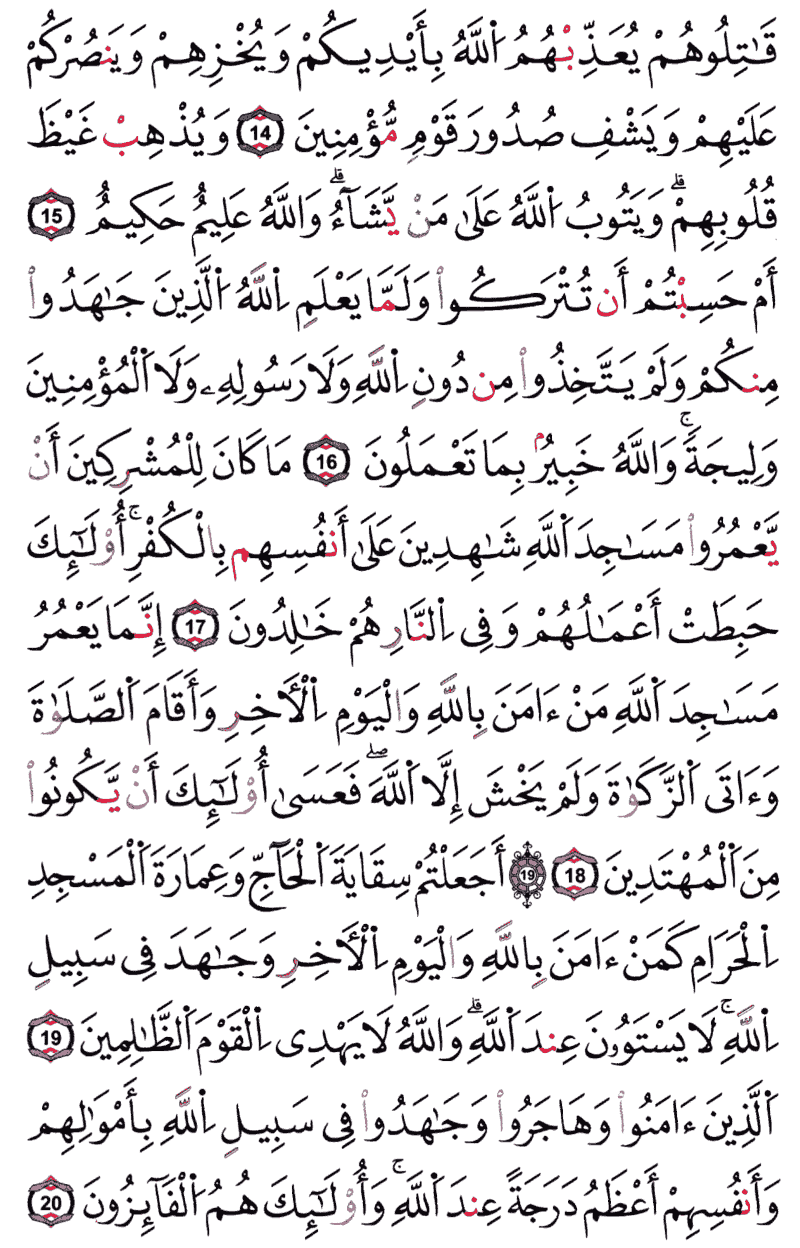 قَٰتِلُوهُمْ يُعَذِّبْهُمُ ٱللَّهُ بِأَيْدِيكُمْ وَيُخْزِهِمْ وَيَنصُرْكُمْ
عَلَيْهِمْ وَيَشْفِ صُدُورَ قَوْمٍ مُّؤْمِنِينَ 14 وَيُذْهِبْ غَيْظَ
قُلُوبِهِمْ ۗ وَيَتُوبُ ٱللَّهُ عَلَىٰ مَنْ يَّشَآءُ ۗ وَٱللَّهُ عَلِيمٌ حَكِيمٌ 15
أَمْ حَسِبْتُمْ أَن تُتْرَكُوا۟ وَلَمَّا يَعْلَمِ ٱللَّهُ ٱلَّذِينَ جَٰهَدُوا۟
مِنكُمْ وَلَمْ يَتَّخِذُوا۟ مِن دُونِ ٱللَّهِ وَلَا رَسُولِهِۦ وَلَا ٱلْمُؤْمِنِينَ
وَلِيجَةً ۚ وَٱللَّهُ خَبِيرٌۢ بِمَا تَعْمَلُونَ 16 مَا كَانَ لِلْمُشْرِكِينَ أَنْ
يَّعْمُرُوا۟ مَسَٰجِدَ ٱللَّهِ شَٰهِدِينَ عَلَىٰٓ أَنفُسِهِم بِٱلْكُفْرِ ۚ أُو۟لَٰٓئِكَ
حَبِطَتْ أَعْمَٰلُهُمْ وَفِى ٱلنَّارِ هُمْ خَٰلِدُونَ 17 إِنَّمَا يَعْمُرُ
مَسَٰجِدَ ٱللَّهِ مَنْ ءَامَنَ بِٱللَّهِ وَٱلْيَوْمِ ٱلْأَخِرِ وَأَقَامَ ٱلصَّلَوٰةَ
وَءَاتَى ٱلزَّكَوٰةَ وَلَمْ يَخْشَ إِلَّا ٱللَّهَ ۖ فَعَسَىٰٓ أُو۟لَٰٓئِكَ أَنْ يَّكُونُوا۟
مِنَ ٱلْمُهْتَدِينَ 18 19 أَجَعَلْتُمْ سِقَايَةَ ٱلْحَآجِّ وَعِمَارَةَ ٱلْمَسْجِدِ
ٱلْحَرَامِ كَمَنْ ءَامَنَ بِٱللَّهِ وَٱلْيَوْمِ ٱلْأَخِرِ وَجَٰهَدَ فِى سَبِيلِ
ٱللَّهِ ۚ لَا يَسْتَوُۥنَ عِندَ ٱللَّهِ ۗ وَٱللَّهُ لَا يَهْدِى ٱلْقَوْمَ ٱلظَّٰلِمِينَ 19
ٱلَّذِينَ ءَامَنُوا۟ وَهَاجَرُوا۟ وَجَٰهَدُوا۟ فِى سَبِيلِ ٱللَّهِ بِأَمْوَٰلِهِمْ
وَأَنفُسِهِمْ أَعْظَمُ دَرَجَةً عِندَ ٱللَّهِ ۚ وَأُو۟لَٰٓئِكَ هُمُ ٱلْفَآئِزُونَ 20